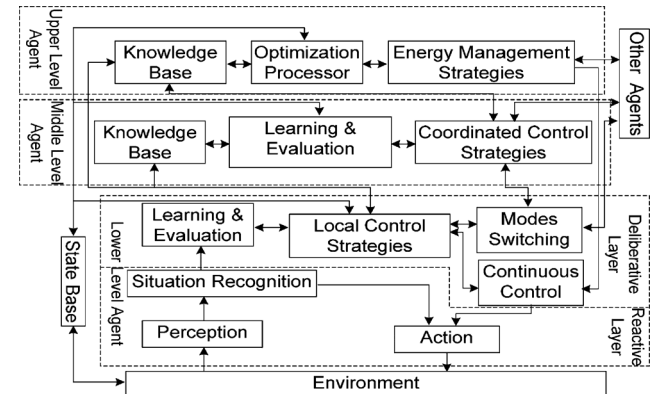 Upper Level
Agent
Knowledge
Base
Optimization
Processor
Energy Management
Strategies
Other Agents
Middle Level
Agent
Knowledge
Base
Learning &
Evaluation
Coordinated Control
Strategies
Lower Level Agent
Learning &
Evaluation
Local Control
Strategies
Modes
Switching
Deliberative
Layer
State Base
Situation Recognition
Continuous
Control
Perception
Action
Reactive
Layer
Environment